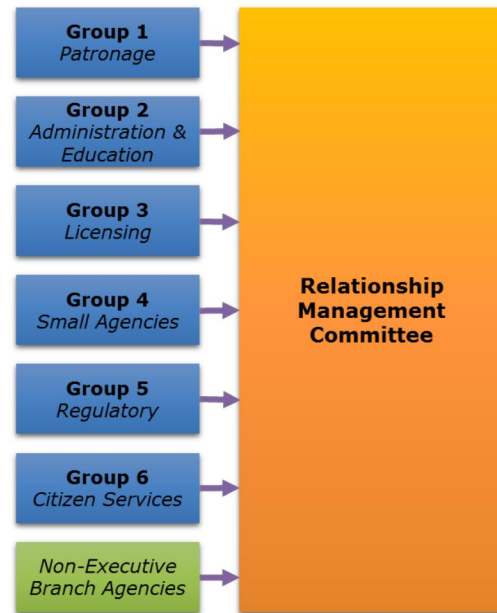 Group 1
Patronage
Group 2
Administration &
Education
Group 3
Licensing
Group 4
Small Agencies
Group 5
Regulatory
Group 6
Citizen Services
Non-Executive
Branch Agencies
Relationship
Management
Committee